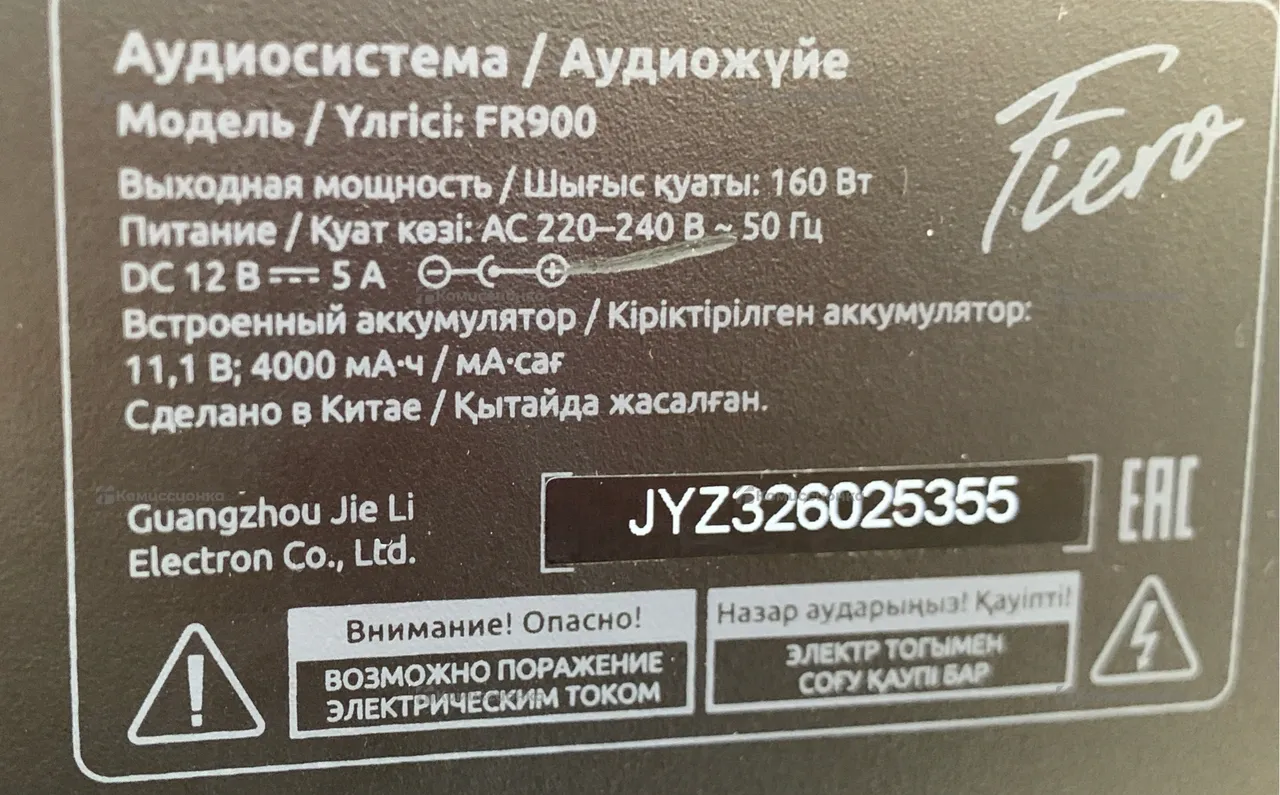 Аудиосистема / Аудиожүйе
Модель / Үлгісі: FR900
Fiero
Выходная мощность / Шығыс қуаты: 160 Вт
Питание / Қуат көзі: AC 220–240 В ~ 50 Гц
DC 12 В ⎓ 5 А
Встроенный аккумулятор / Кіріктірілген аккумулятор:
11,1 В; 4000 мА·ч / мА·сағ
Сделано в Китае / Қытайда жасалған.
Комиссионка
Guangzhou Jie Li
Electron Co., Ltd.
JYZ326025355
EAC
Внимание! Опасно!
ВОЗМОЖНО ПОРАЖЕНИЕ
ЭЛЕКТРИЧЕСКИМ ТОКОМ
Назар аударыңыз! Қауіпті!
ЭЛЕКТР ТОГЫМЕН
СОҒУ ҚАУПІ БАР